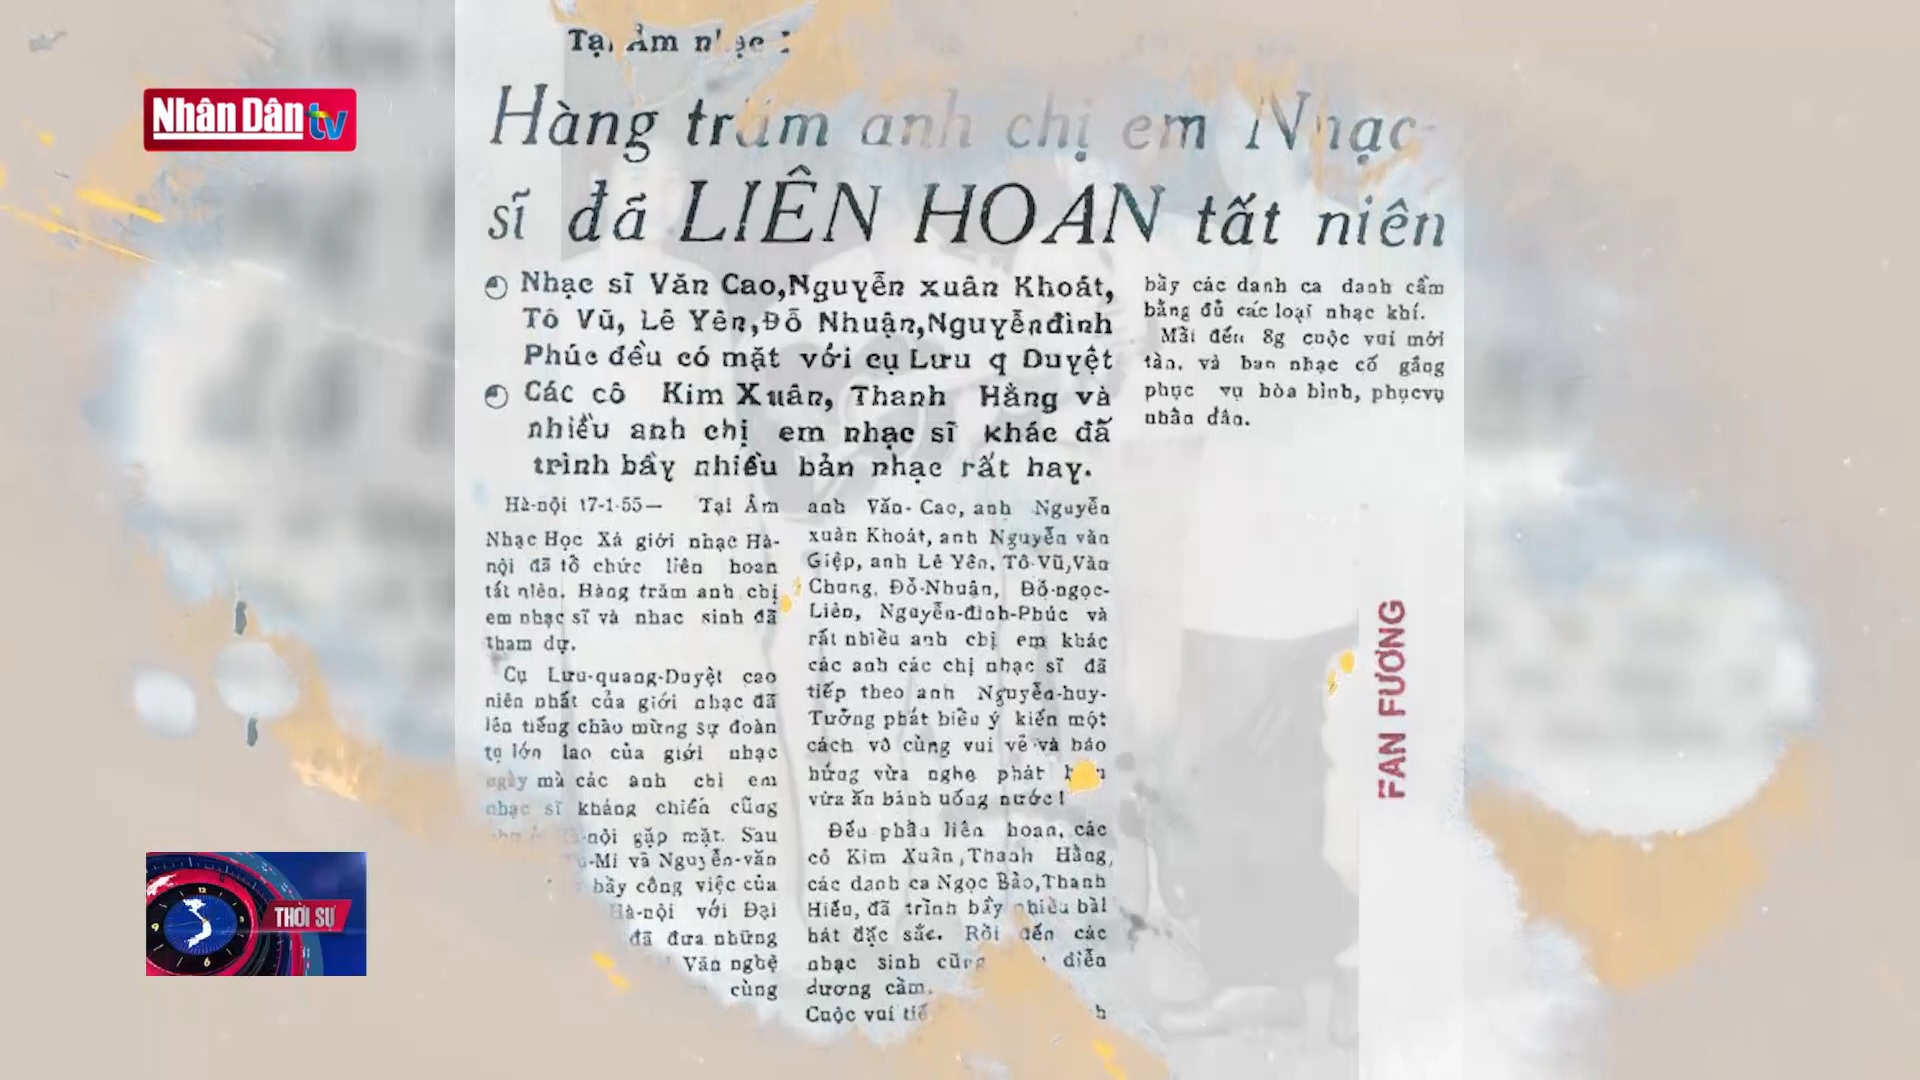 Nhân Dân tv
Hàng trăm anh chị em Nhạc-
sĩ đã LIÊN HOAN tất niên
Nhạc sĩ Văn Cao,Nguyễn xuân Khoát,
Tô Vũ, Lê Yên,Đỗ Nhuận,Nguyễnđình
Phúc đều có mặt với cụ Lưu q Duyệt
Các cô Kim Xuân, Thanh Hằng và
nhiều anh chị em nhạc sĩ khác đã
trình bầy nhiều bản nhạc rất hay.
Hà-nội 17-1-55— Tại Âm
Nhạc Học Xá giới nhạc Hà-
nội đã tổ chức liên hoan
tất niên. Hàng trăm anh chị
em nhạc sĩ và nhac sinh đã
tham dự.
Cụ Lưu-quang-Duyệt cao
niên nhất của giới nhạc đã
lên tiếng chào mừng sự đoàn
tụ lớn lao của giới nhạc
ngày mà các anh chị em
nhạc sĩ kháng chiến cũng
nội gặp mặt. Sau
và Nguyễn-văn
bầy công việc của
Hà-nội với Đại
đã đưa những
Văn nghệ
cùng
anh Văn-Cao, anh Nguyễn
xuân Khoát, anh Nguyễn văn
Giệp, anh Lê Yên, Tô-Vũ,Văn
Chung, Đỗ-Nhuận, Đỗ-ngọc-
Liên, Nguyễn-đình-Phúc và
rất nhiều anh chị em khác
các anh các chị nhạc sĩ đã
tiếp theo anh Nguyễn-huy-
Tưởng phát biểu ý kiến một
cách vô cùng vui vẻ và hào
hứng vừa nghe phát
vừa ăn bánh uống nước!
Đến phần liên hoan, các
cô Kim Xuân,Thanh Hằng,
các danh ca Ngọc Bảo,Thanh
Hiếu, đã trình bầy nhiều bài
hát đặc sắc. Rồi đến các
nhạc sinh cũng diễn
dương cầm.
Cuộc vui
bầy các danh ca danh cầm
bằng đủ các loại nhạc khí.
Mãi đến 8g cuộc vui mới
tàn. và ban nhạc cố gắng
phục vụ hòa bình, phụcvụ
nhân dân.
FAN FƯƠNG
THỜI SỰ